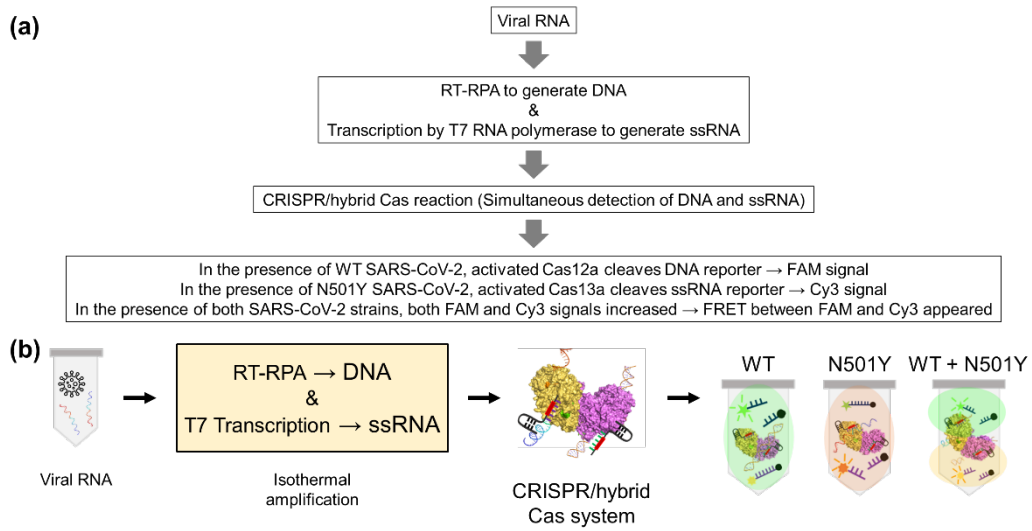 (a)
Viral RNA
RT-RPA to generate DNA
&
Transcription by T7 RNA polymerase to generate ssRNA
CRISPR/hybrid Cas reaction (Simultaneous detection of DNA and ssRNA)
In the presence of WT SARS-CoV-2, activated Cas12a cleaves DNA reporter → FAM signal
In the presence of N501Y SARS-CoV-2, activated Cas13a cleaves ssRNA reporter → Cy3 signal
In the presence of both SARS-CoV-2 strains, both FAM and Cy3 signals increased → FRET between FAM and Cy3 appeared
(b)
Viral RNA
RT-RPA → DNA
&
T7 Transcription → ssRNA
Isothermal
amplification
CRISPR/hybrid
Cas system
WT
N501Y
WT + N501Y